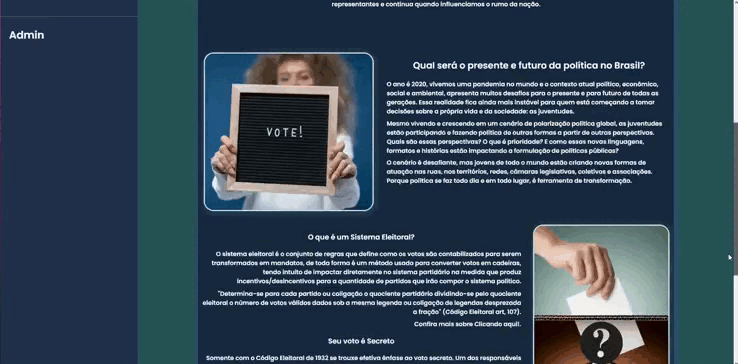 representantes e continua quando influenciamos o rumo da nação.
Admin
Qual será o presente e futuro da política no Brasil?
O ano é 2020, vivemos uma pandemia no mundo e o contexto atual político, econômico,
social e ambiental, apresenta muitos desafios para o presente e para futuro de todas as
gerações. Essa realidade fica ainda mais instável para quem está começando a tomar
decisões sobre a própria vida e da sociedade: as juventudes.
Mesmo vivendo e crescendo em um cenário de polarização política global, as juventudes
estão participando e fazendo política de outras formas a partir de outras perspectivas.
Quais são essas perspectivas? O que é prioridade? E como essas novas linguagens,
formatos e histórias estão impactando a formulação de políticas públicas?
O cenário é desafiante, mas jovens de todo o mundo estão criando novas formas de
atuação nas ruas, nos territórios, redes, câmaras legislativas, coletivos e associações.
Porque política se faz todo dia e em todo lugar, é ferramenta de transformação.
VOTE!
O que é um Sistema Eleitoral?
O sistema eleitoral é o conjunto de regras que define como os votos são contabilizados para serem
transformados em mandatos, de toda forma é um método usado para converter votos em cadeiras,
tendo intuito de impactar diretamente no sistema partidário na medida que produz
incentivos/desincentivos para a quantidade de partidos que irão compor o sistema político.
"Determina-se para cada partido ou coligação o quociente partidário dividindo-se pelo quociente
eleitoral o número de votos válidos dados sob a mesma legenda ou coligação de legendas desprezada
a fração" (Código Eleitoral art, 107).
Confira mais sobre Clicando aqui!.
Seu voto é Secreto
Somente com o Código Eleitoral de 1932 se trouxe efetiva ênfase ao voto secreto. Um dos responsáveis
?